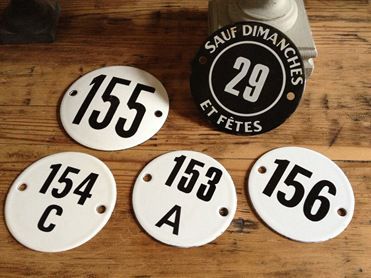 155
SAUF DIMANCHES
29
ET FÊTES
154
C
153
A
156